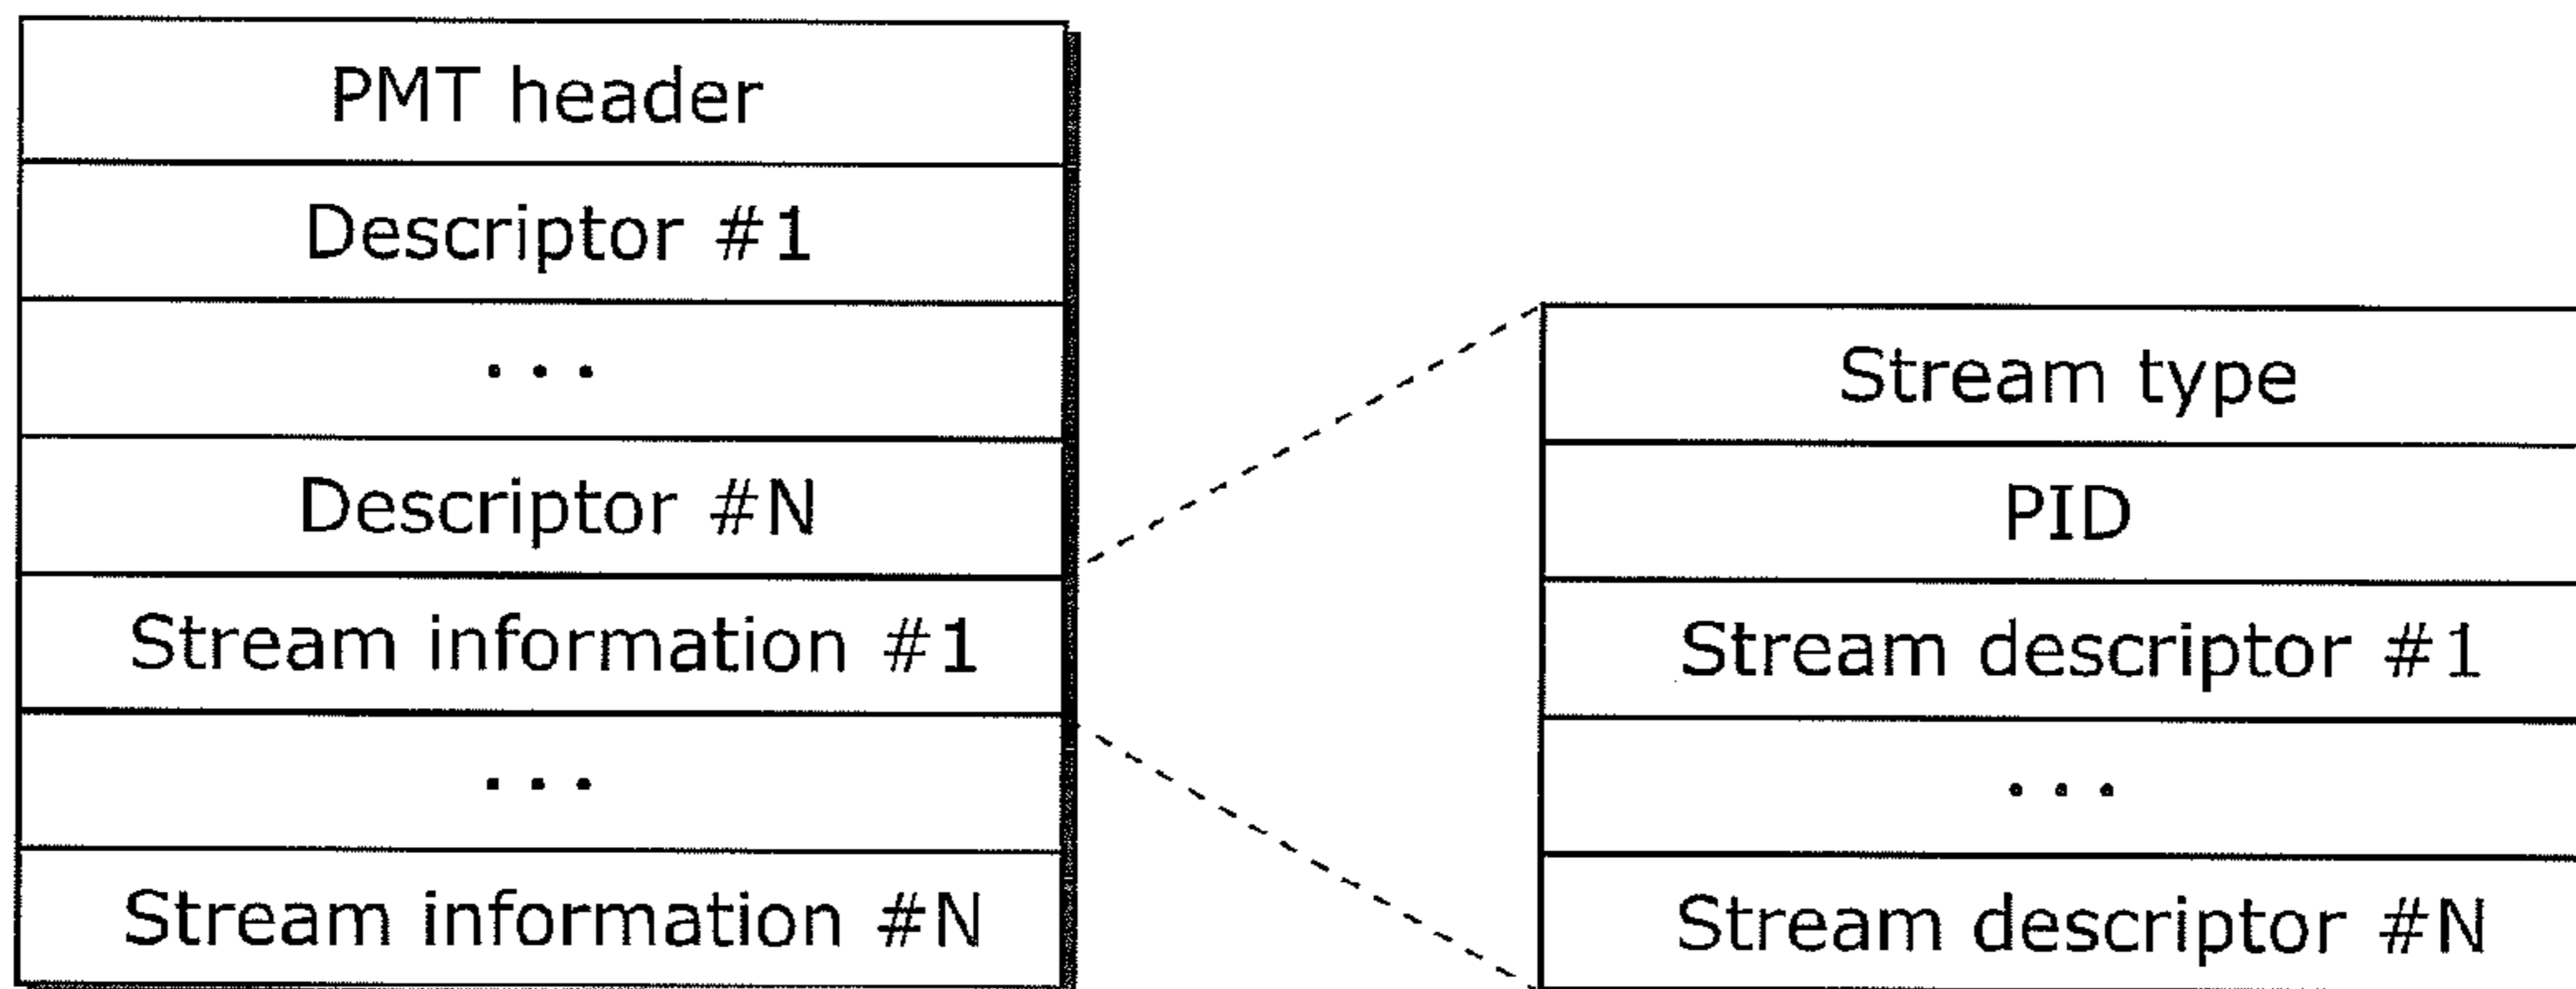 PMT header
Descriptor #1
...
Descriptor #N
Stream information #1
...
Stream information #N
Stream type
PID
Stream descriptor #1
...
Stream descriptor #N